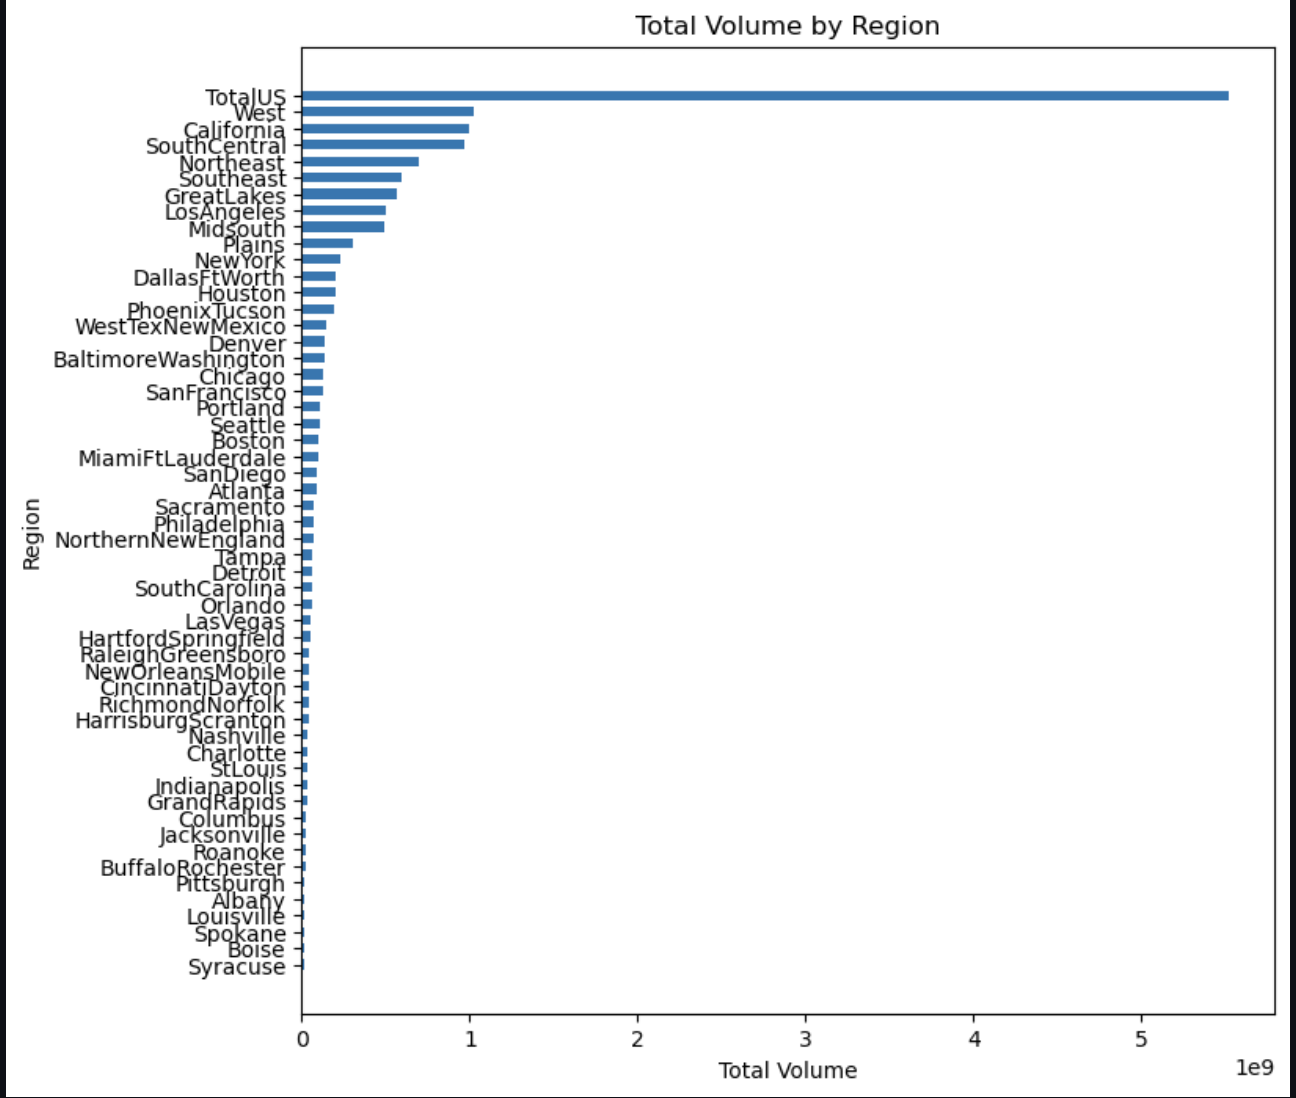 Total Volume by Region
TotalUS
West
California
SouthCentral
Northeast
Southeast
GreatLakes
LosAngeles
Midsouth
Plains
NewYork
DallasFtWorth
Houston
PhoenixTucson
WestTexNewMexico
Denver
BaltimoreWashington
Chicago
SanFrancisco
Portland
Seattle
Boston
MiamiFtLauderdale
SanDiego
Atlanta
Sacramento
Philadelphia
NorthernNewEngland
Tampa
Detroit
SouthCarolina
Orlando
LasVegas
HartfordSpringfield
RaleighGreensboro
NewOrleansMobile
CincinnatiDayton
RichmondNorfolk
HarrisburgScranton
Nashville
Charlotte
StLouis
Indianapolis
GrandRapids
Columbus
Jacksonville
Roanoke
BuffaloRochester
Pittsburgh
Albany
Louisville
Spokane
Boise
Syracuse
Region
0 1 2 3 4 5
1e9
Total Volume